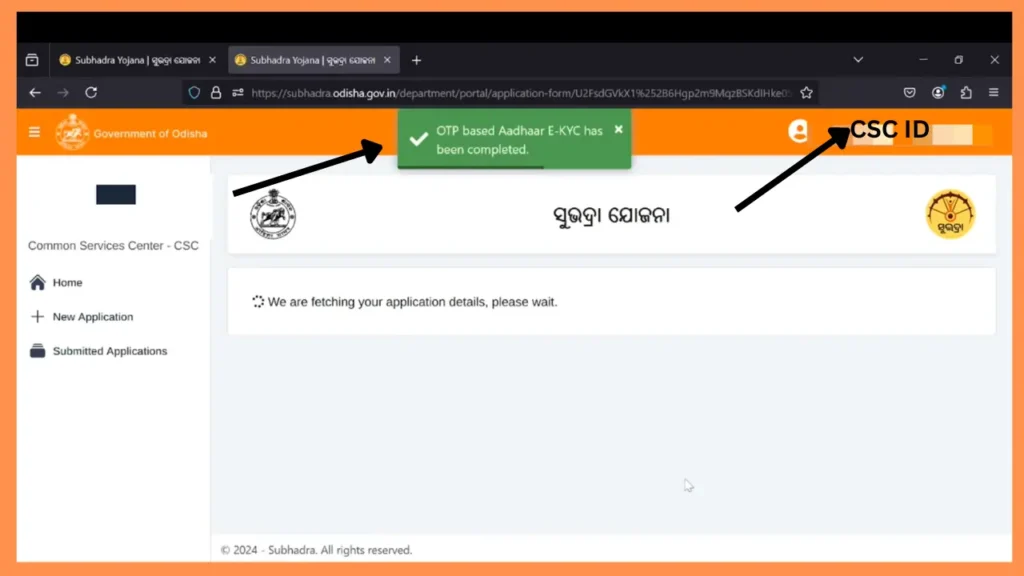 Subhadra Yojana | ସୁଭଦ୍ରା ଯୋଜନା
Subhadra Yojana | ସୁଭଦ୍ରା ଯୋଜନା
https://subhadra.odisha.gov.in/department/portal/application-form/U2FsdGVkX1%252B6Hgp2m9MqzBSKdIHke0
Government of Odisha
OTP based Aadhaar E-KYC has
been completed.
CSC ID
ସୁଭଦ୍ରା ଯୋଜନା
ସୁଭଦ୍ରା
Common Services Center - CSC
Home
New Application
Submitted Applications
We are fetching your application details, please wait.
© 2024 - Subhadra. All rights reserved.